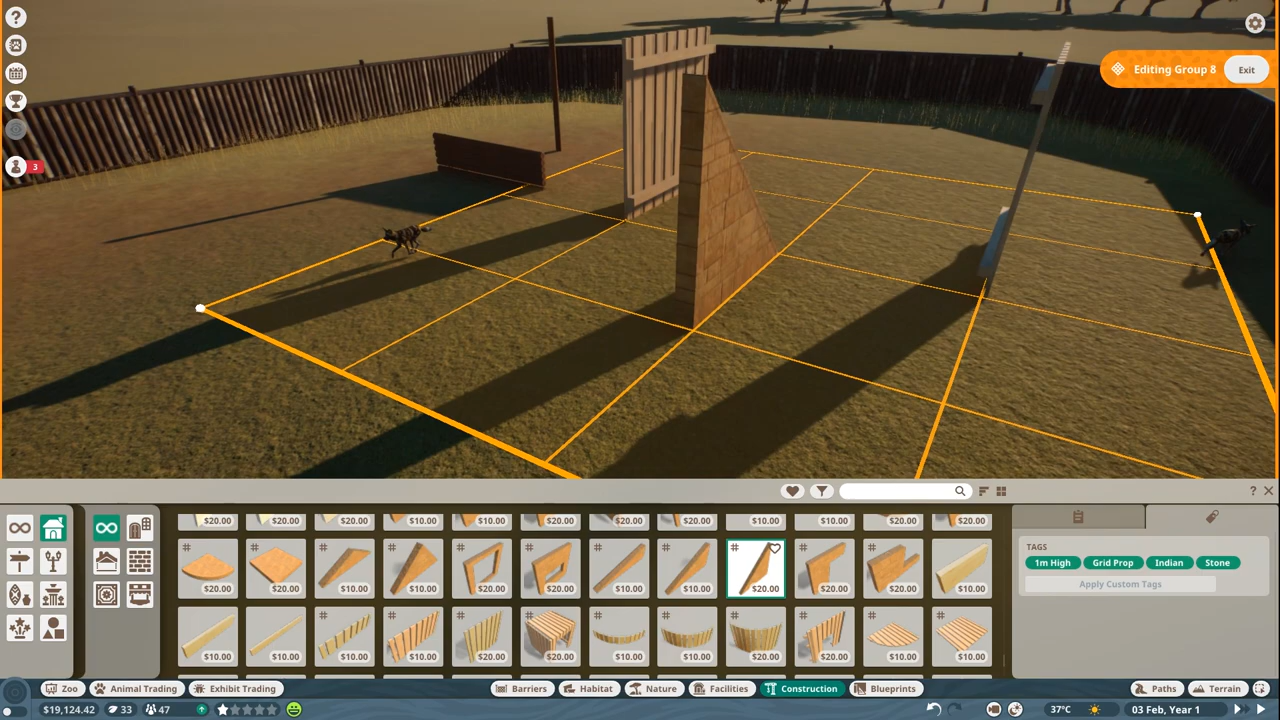 ?
Editing Group 8 Exit
3
? ×
$20.00 $20.00 $20.00 $10.00 $20.00 $20.00 $20.00 $20.00 $10.00 $10.00 $20.00 $20.00
$20.00 $20.00 $10.00 $10.00 $20.00 $20.00 $10.00 $10.00 $20.00 $20.00 $20.00 $20.00
$10.00 $10.00 $10.00 $10.00 $20.00 $20.00 $10.00 $10.00 $20.00 $10.00 $20.00 $10.00
TAGS
1m High Grid Prop Indian Stone
Apply Custom Tags
Zoo Animal Trading Exhibit Trading Barriers Habitat Nature Facilities Construction Blueprints Paths Terrain
$19,124.42 33 47 37°C 03 Feb, Year 1